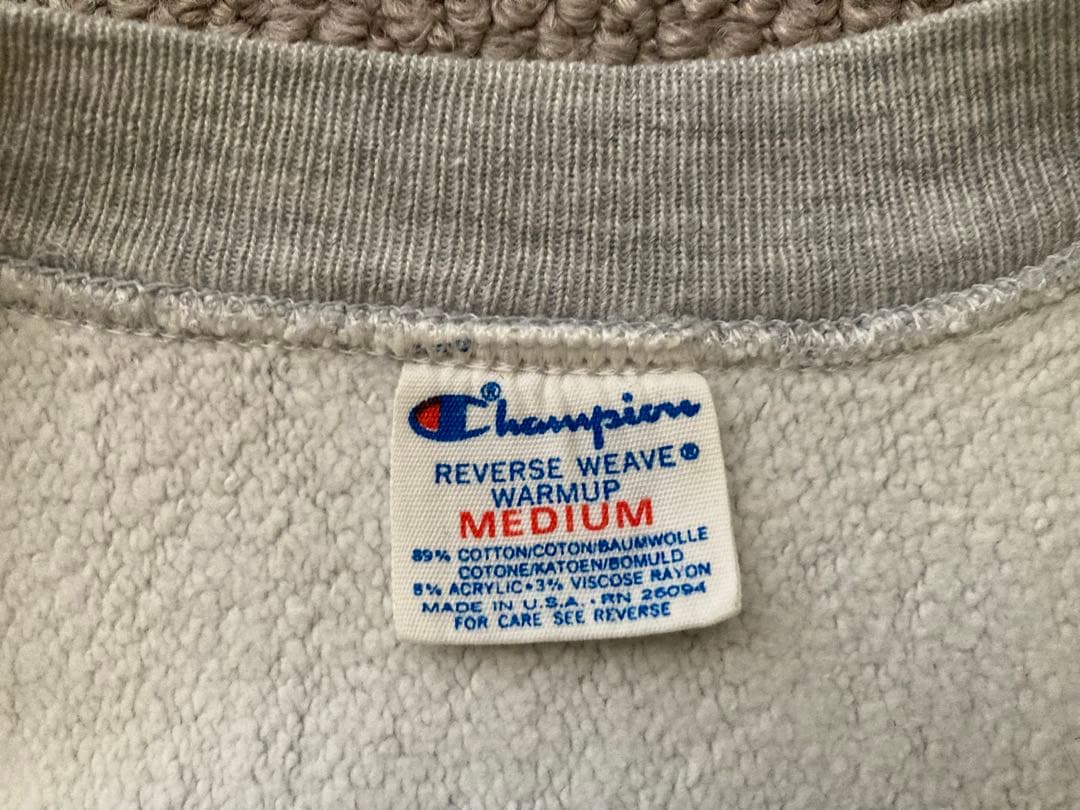 Champion®
REVERSE WEAVE®
WARMUP
MEDIUM
89% COTTON/COTON/BAUMWOLLE
COTONE/KATOEN/BOMULD
8% ACRYLIC • 3% VISCOSE RAYON
MADE IN U.S.A. • RN 26094
FOR CARE SEE REVERSE